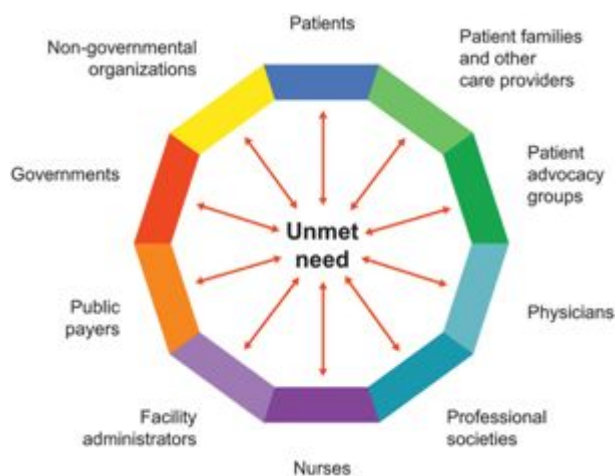 Patients
Patient families
and other
care providers
Patient
advocacy
groups
Physicians
Professional
societies
Nurses
Facility
administrators
Public
payers
Governments
Non-governmental
organizations
Unmet
need